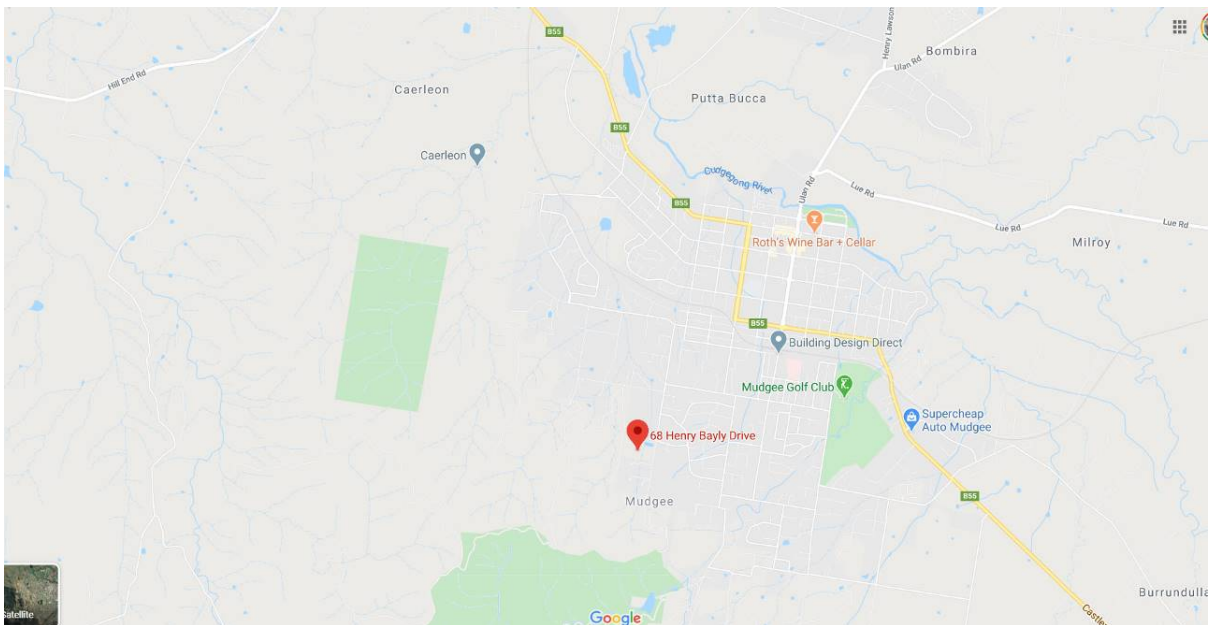 B55
Henry Lawson
Bombira
Ulan Rd
Hill End Rd
Caerleon
Putta Bucca
B55
Caerleon
Cudgegong River
Ulan Rd
Lue Rd
B55
Lue Rd
Lue Rd
Roth's Wine Bar + Cellar
Milroy
B55
Building Design Direct
Mudgee Golf Club
Supercheap
Auto Mudgee
68 Henry Bayly Drive
B55
Mudgee
Burrundulla
Satellite
Google
Castle